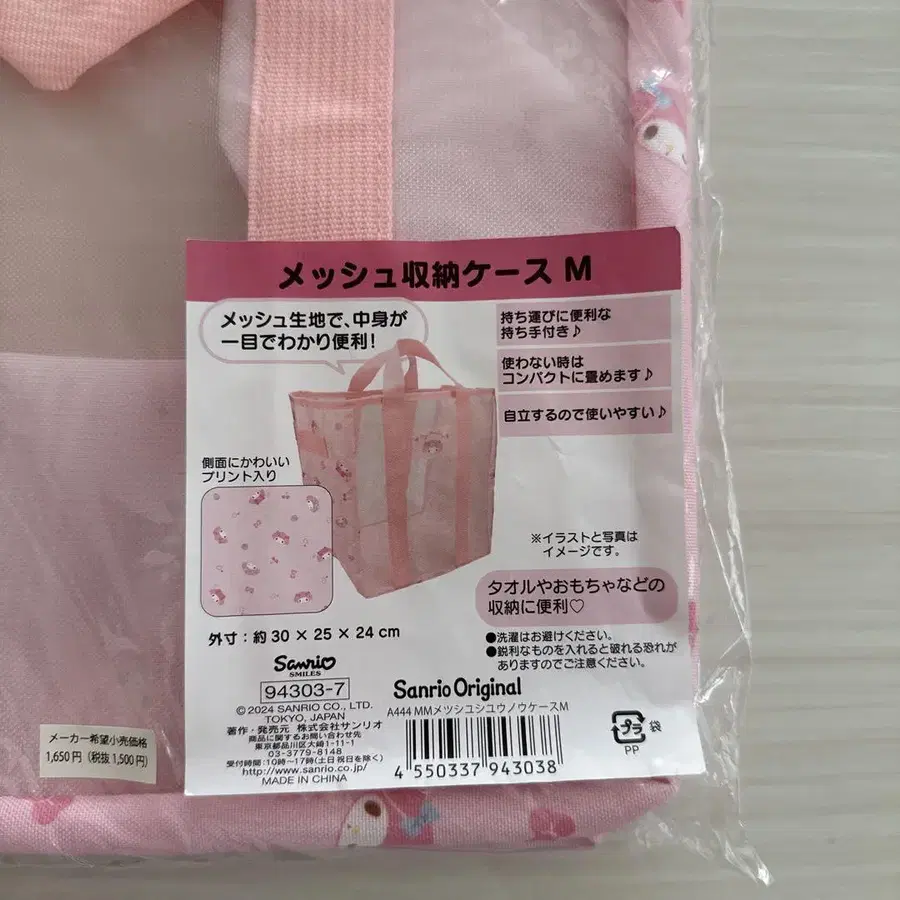 メッシュ収納ケース M
メッシュ生地で、中身が
一目でわかり便利!
持ち運びに便利な
持ち手付き♪
使わない時は
コンパクトに畳めます♪
自立するので使いやすい♪
側面にかわいい
プリント入り
※イラストと写真は
イメージです。
タオルやおもちゃなどの
収納に便利♡
外寸:約30×25×24cm
●洗濯はお避けください。
●鋭利なものを入れると破れる恐れが
ありますのでご注意ください。
Sanrio
SMILES
94303-7
©2024 SANRIO CO., LTD.
TOKYO, JAPAN
著作・発売元 株式会社サンリオ
商品に関するお問い合わせ先
東京都品川区大崎1-11-1
03-3779-8148
受付時間:10時~17時(土日祝日を除く)
http://www.sanrio.co.jp/
MADE IN CHINA
Sanrio Original
A444 MMメツシユシユウノウケースM
4 550337 943038
プラ
袋
PP
メーカー希望小売価格
1,650円(税抜1,500円)